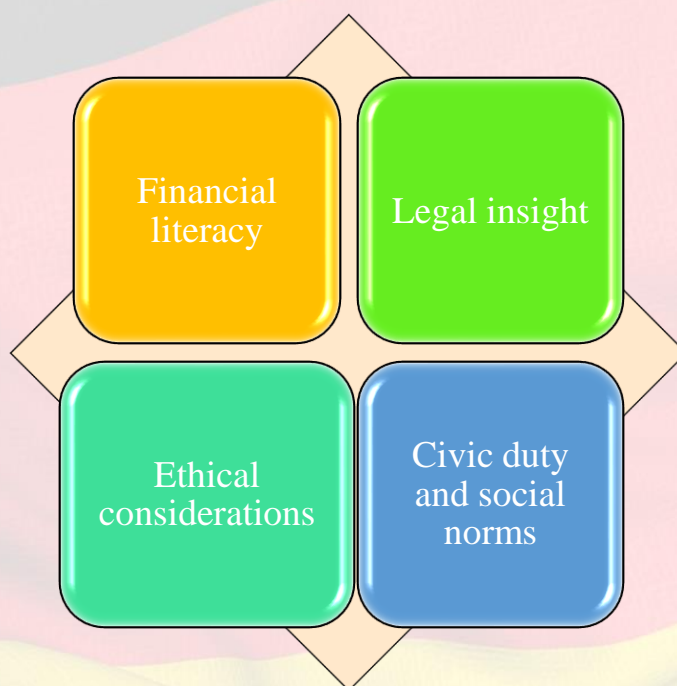 Financial
literacy
Legal insight
Ethical
considerations
Civic duty
and social
norms